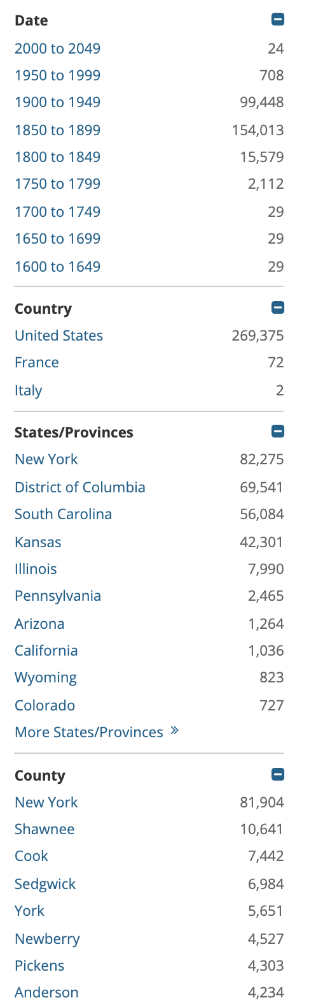 Date
2000 to 2049 24
1950 to 1999 708
1900 to 1949 99,448
1850 to 1899 154,013
1800 to 1849 15,579
1750 to 1799 2,112
1700 to 1749 29
1650 to 1699 29
1600 to 1649 29
Country
United States 269,375
France 72
Italy 2
States/Provinces
New York 82,275
District of Columbia 69,541
South Carolina 56,084
Kansas 42,301
Illinois 7,990
Pennsylvania 2,465
Arizona 1,264
California 1,036
Wyoming 823
Colorado 727
More States/Provinces »
County
New York 81,904
Shawnee 10,641
Cook 7,442
Sedgwick 6,984
York 5,651
Newberry 4,527
Pickens 4,303
Anderson 4,234